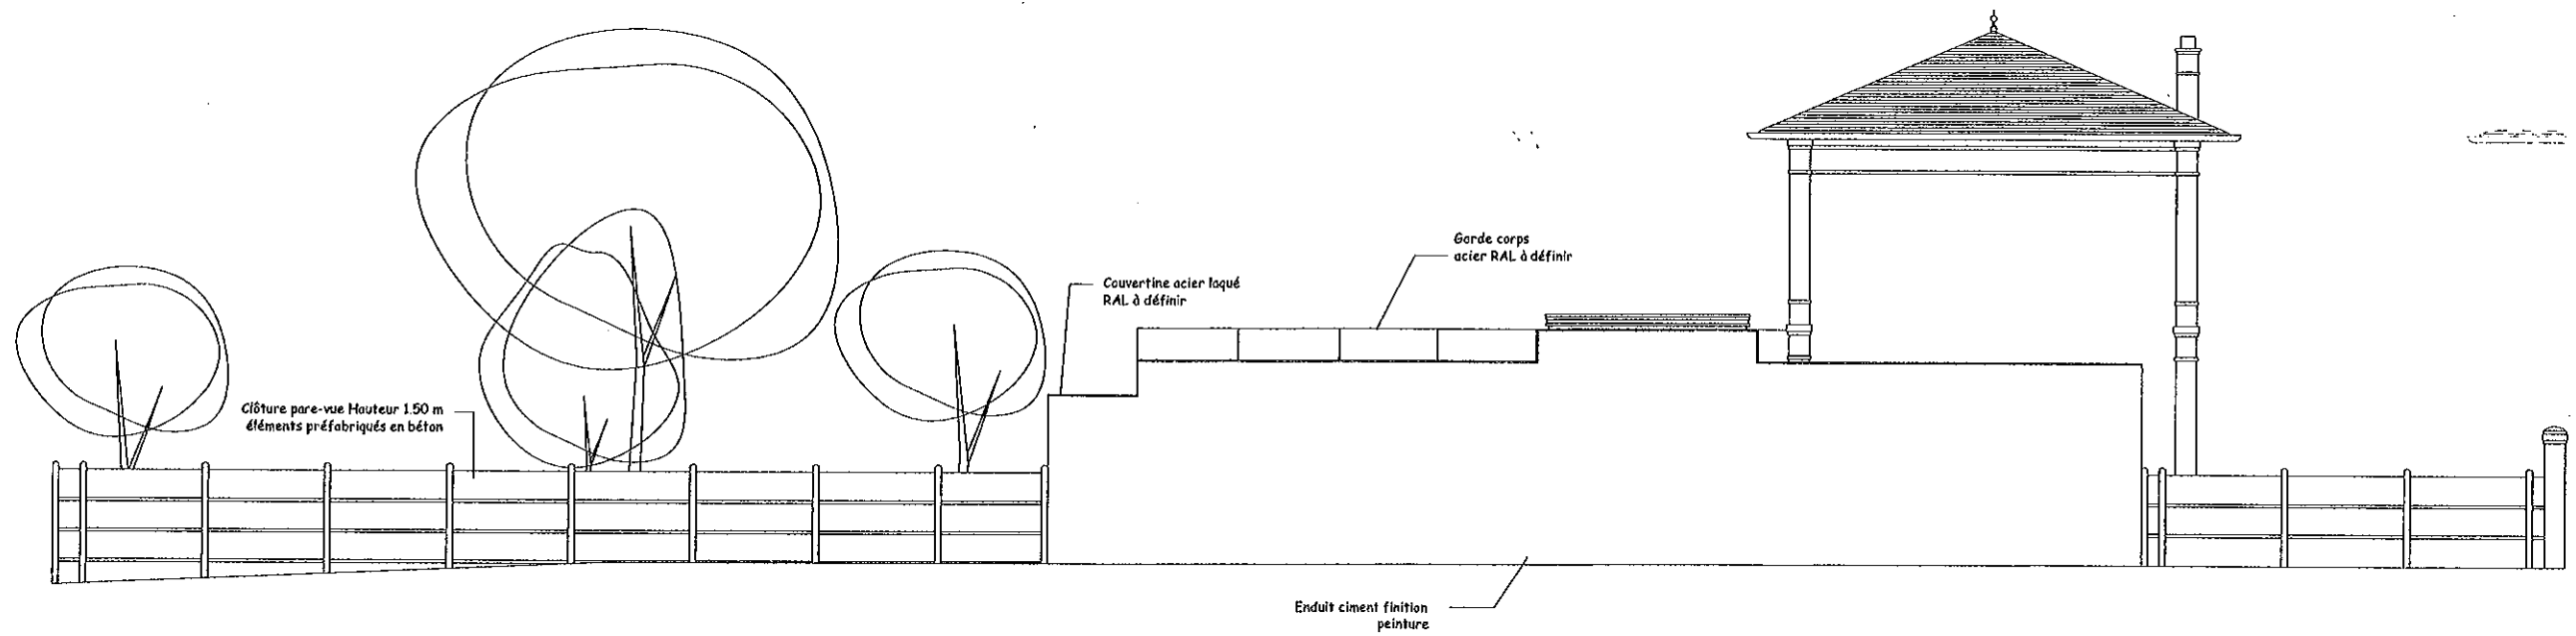 Garde corps
acier RAL à définir
Couvertine acier laqué
RAL à définir
Clôture pare-vue Hauteur 1.50 m
éléments préfabriqués en béton
Enduit ciment finition
peinture